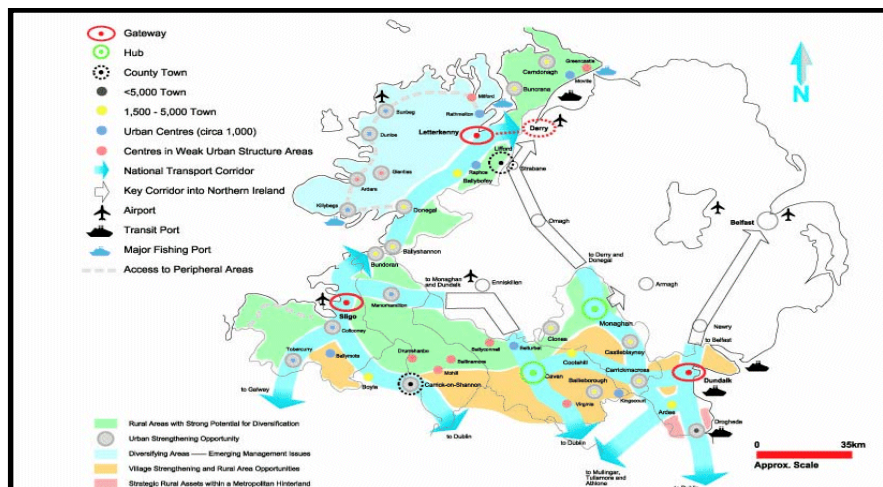 Gateway
Hub
County Town
<5,000 Town
1,500 - 5,000 Town
Urban Centres (circa 1,000)
Centres in Weak Urban Structure Areas
National Transport Corridor
Key Corridor into Northern Ireland
Airport
Transit Port
Major Fishing Port
Access to Peripheral Areas
N
Greencastle
Carndonagh
Moville
Buncrana
Milford
Rathmelton
Gweebeg
Letterkenny
Derry
Dunloe
Lifford
Strabane
Raphoe
Ballybofey
Glenties
Ardara
Killybegs
Donegal
Omagh
Belfast
Ballyshannon
Bundoran
to Derry and
Donegal
to Monaghan
and Dundalk
Enniskillen
Armagh
Sligo
Manorhamilton
Monaghan
Newry
to Belfast
Collooney
Clones
Castleblayney
Tobercurry
Ballymote
Drumshanbo
Ballyconnell
Belturbet
Cootehill
Ballinamore
Carrickmacross
Dundalk
Mohill
Cavan
Boyle
Carrick-on-Shannon
Bailieborough
Kingscourt
to Galway
Virginia
Ardee
Drogheda
to Dublin
to Dublin
to Mullingar,
Tullamore and
Athlone
0 35km
Approx. Scale
Rural Areas with Strong Potential for Diversification
Urban Strengthening Opportunity
Diversifying Areas —— Emerging Management Issues
Village Strengthening and Rural Area Opportunities
Strategic Rural Assets within a Metropolitan Hinterland